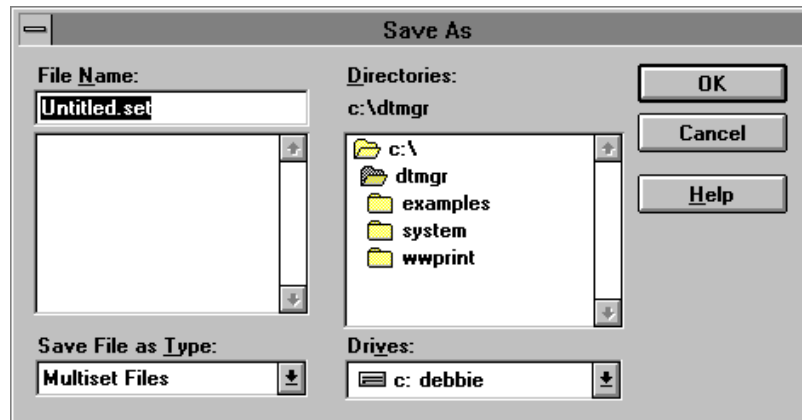 Save As
File Name:
Untitled.set
Save File as Type:
Multiset Files
Directories:
c:\dtmgr
c:\
dtmgr
examples
system
wwprint
Drives:
c: debbie
OK
Cancel
Help